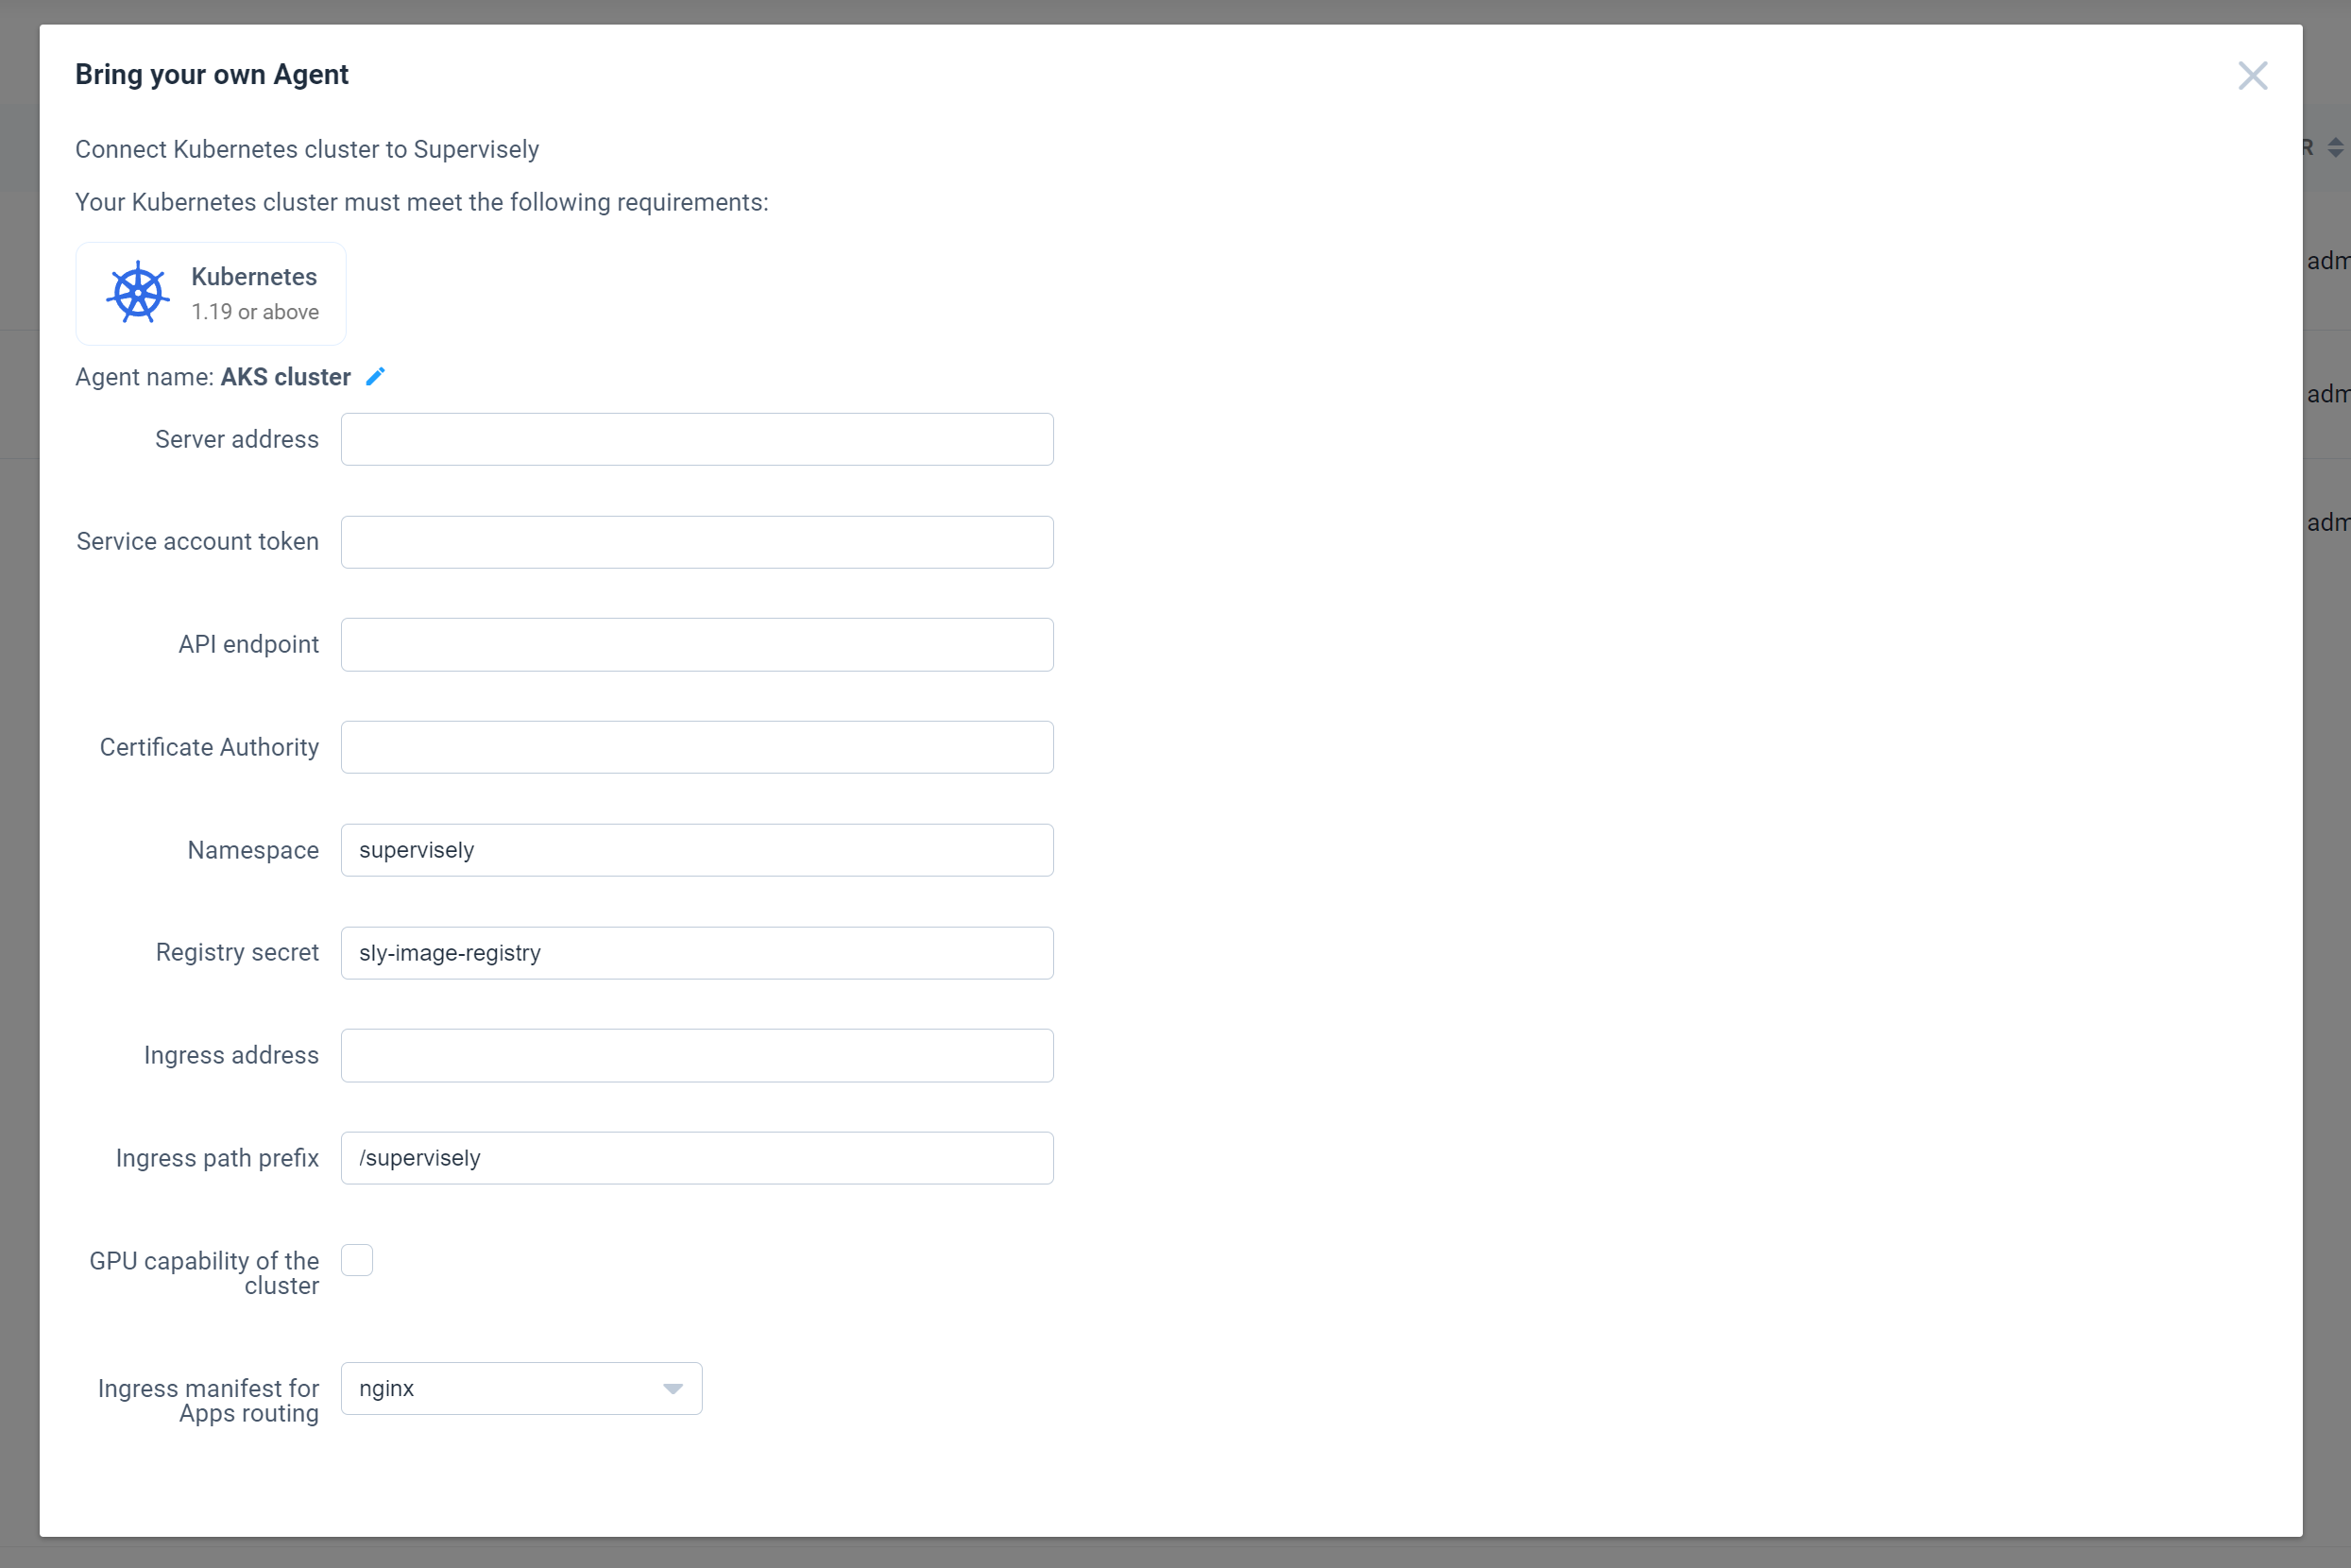 Bring your own Agent
Connect Kubernetes cluster to Supervisely
Your Kubernetes cluster must meet the following requirements:
Kubernetes
1.19 or above
Agent name: AKS cluster
Server address
Service account token
API endpoint
Certificate Authority
Namespace
supervisely
Registry secret
sly-image-registry
Ingress address
Ingress path prefix
/supervisely
GPU capability of the
cluster
Ingress manifest for
Apps routing
nginx
R
adm
adm
adm